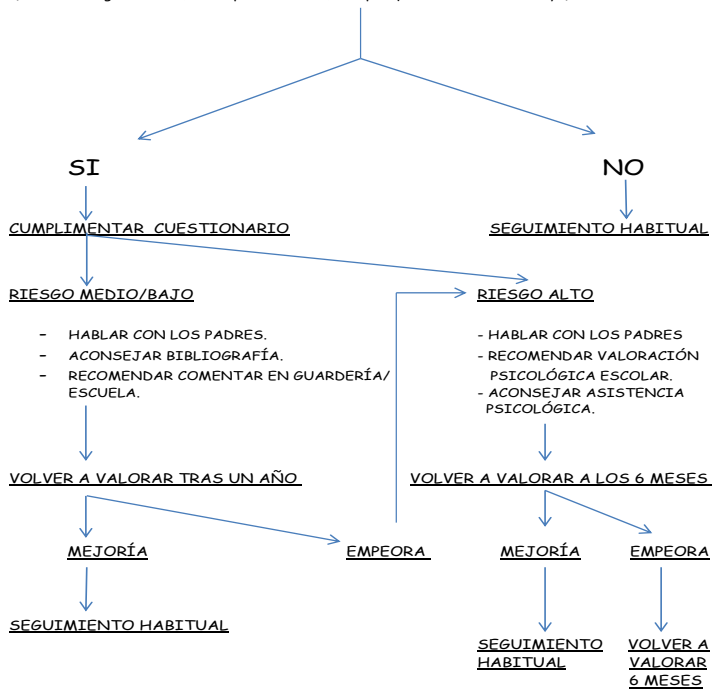 SI
NO
CUMPLIMENTAR CUESTIONARIO
SEGUIMIENTO HABITUAL
RIESGO MEDIO/BAJO
- HABLAR CON LOS PADRES.
- ACONSEJAR BIBLIOGRAFÍA.
- RECOMENDAR COMENTAR EN GUARDERÍA/
ESCUELA.
RIESGO ALTO
- HABLAR CON LOS PADRES
- RECOMENDAR VALORACIÓN
PSICOLÓGICA ESCOLAR.
- ACONSEJAR ASISTENCIA
PSICOLÓGICA.
VOLVER A VALORAR TRAS UN AÑO
VOLVER A VALORAR A LOS 6 MESES
MEJORÍA
EMPEORA
MEJORÍA
EMPEORA
SEGUIMIENTO HABITUAL
SEGUIMIENTO
HABITUAL
VOLVER A
VALORAR
6 MESES